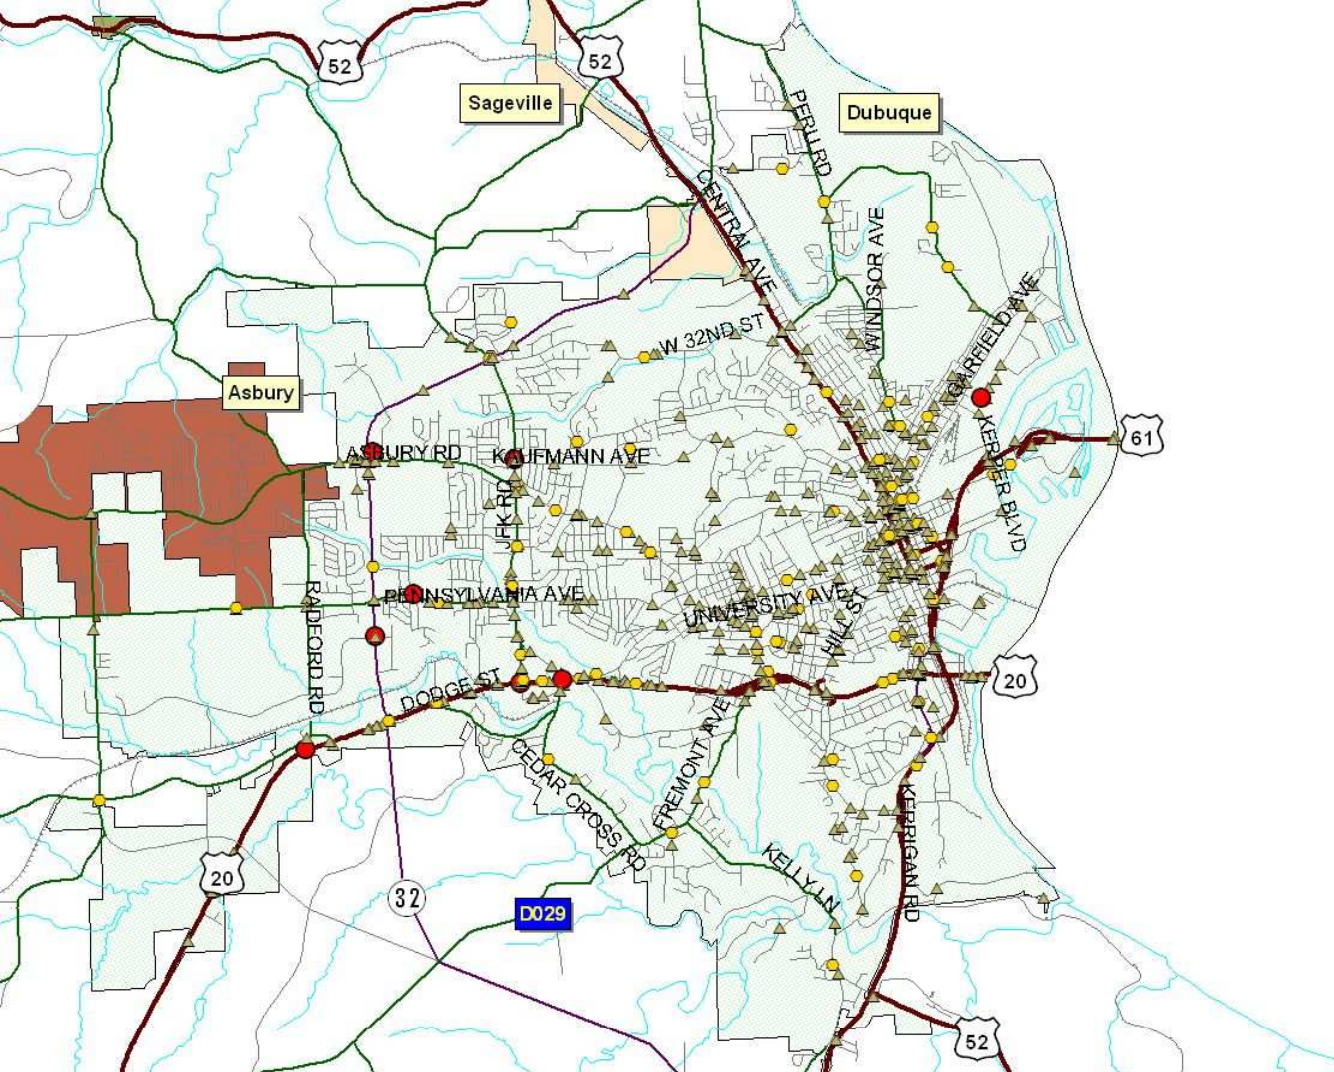 52
52
Sageville
Dubuque
PERU RD
CENTRAL AVE
WINDSOR AVE
GARFIELD AVE
W 32ND ST
Asbury
61
ASBURY RD
KAUFMANN AVE
KERPER BLVD
JFK RD
PENNSYLVANIA AVE
UNIVERSITY AVE
HILL ST
RADFORD RD
DODGE ST
20
FREMONT AVE
CEDAR CROSS RD
KERRIGAN RD
KELLY LN
20
32
D029
52